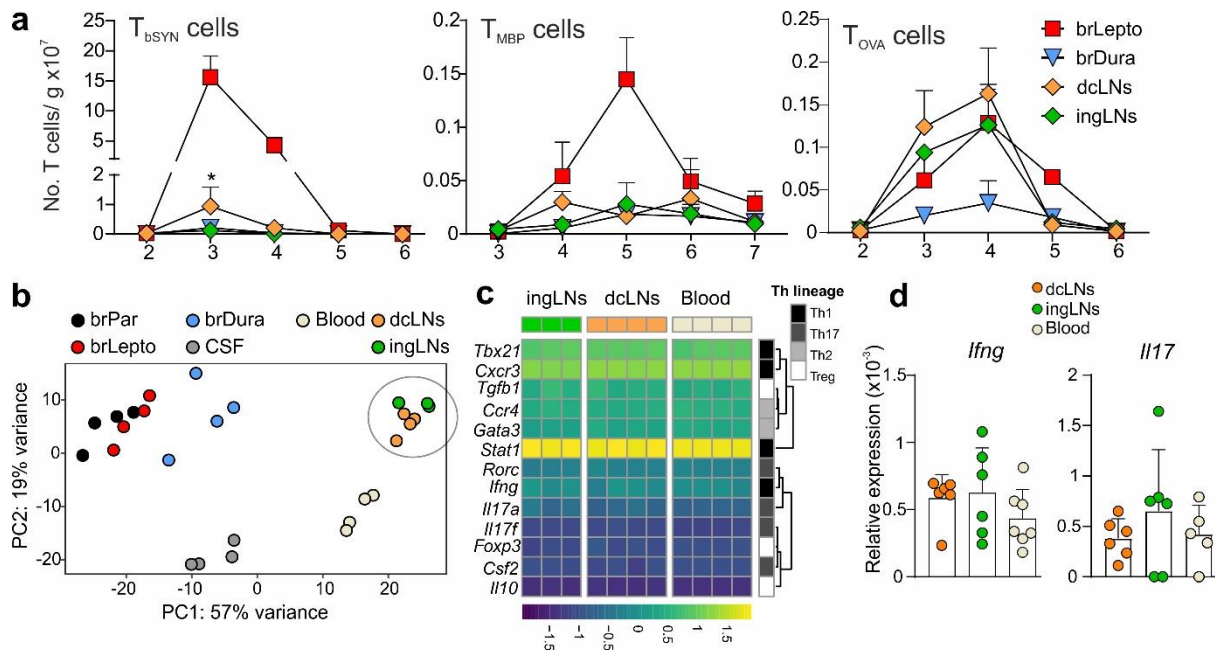 a
T bSYN cells
T MBP cells
T OVA cells
brLepto
brDura
dcLNs
ingLNs
No. T cells/ g x10⁷
25
20
15
10
5
2
1
0
2 3 4 5 6
*
0.2
0.15
0.1
0.05
0
3 4 5 6 7
0.25
0.2
0.15
0.1
0.05
0
2 3 4 5 6
b
brPar
brDura
Blood
dcLNs
brLepto
CSF
ingLNs
PC2: 19% variance
10
0
-10
-20
-20 -10 0 10 20
PC1: 57% variance
c
ingLNs dcLNs Blood
Th lineage
Th1
Th17
Th2
Treg
Tbx21
Cxcr3
Tgfb1
Ccr4
Gata3
Stat1
Rorc
Ifng
Il17a
Il17f
Foxp3
Csf2
Il10
-1.5 -1 -0.5 0 0.5 1 1.5
d
dcLNs
ingLNs
Blood
Ifng
Il17
Relative expression (x10⁻³)
1.5
1
0.5
0
2
1.5
1
0.5
0